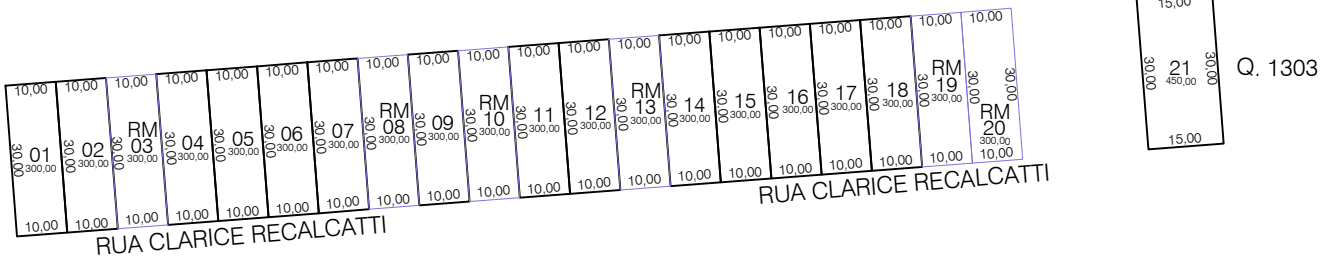 10,00 10,00 10,00 10,00 10,00 10,00 10,00 10,00 10,00 10,00 10,00 10,00 10,00 10,00 10,00 10,00 10,00 10,00 10,00 10,00
30,00 01 300,00
30,00 02 300,00
30,00 RM 03 300,00
30,00 04 300,00
30,00 05 300,00
30,00 06 300,00
30,00 07 300,00
30,00 RM 08 300,00
30,00 09 300,00
30,00 RM 10 300,00
30,00 11 300,00
30,00 12 300,00
30,00 RM 13 300,00
30,00 14 300,00
30,00 15 300,00
30,00 16 300,00
30,00 17 300,00
30,00 18 300,00
30,00 RM 19 300,00
30,00 RM 20 300,00 30,00
10,00 10,00 10,00 10,00 10,00 10,00 10,00 10,00 10,00 10,00 10,00 10,00 10,00 10,00 10,00 10,00 10,00 10,00 10,00 10,00
RUA CLARICE RECALCATTI
RUA CLARICE RECALCATTI
15,00
30,00 21 450,00 30,00
15,00
Q. 1303